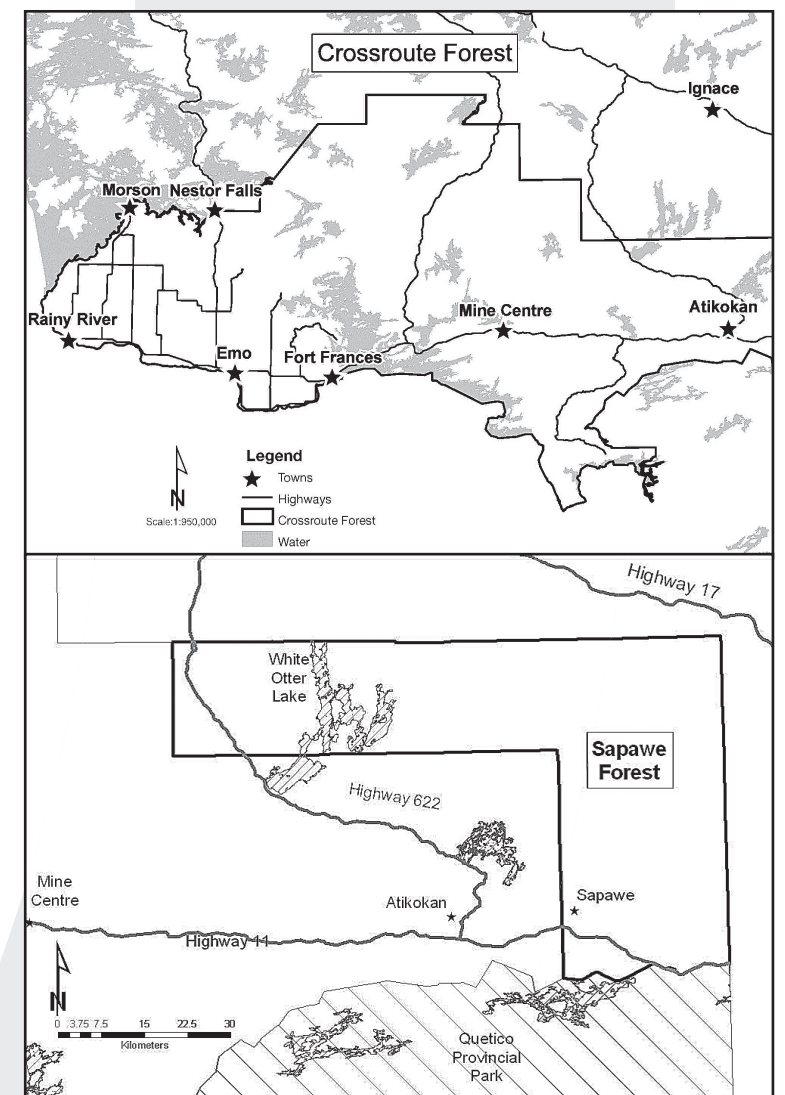 Crossroute Forest
Ignace
Morson
Nestor Falls
Rainy River
Mine Centre
Atikokan
Emo
Fort Frances
Legend
Towns
Highways
Crossroute Forest
Water
N
Scale:1:950,000
Highway 17
White
Otter
Lake
Sapawe
Forest
Highway 622
Mine
Centre
Atikokan
Sapawe
Highway 11
N
0 3.75 7.5 15 22.5 30
Kilometers
Quetico
Provincial
Park